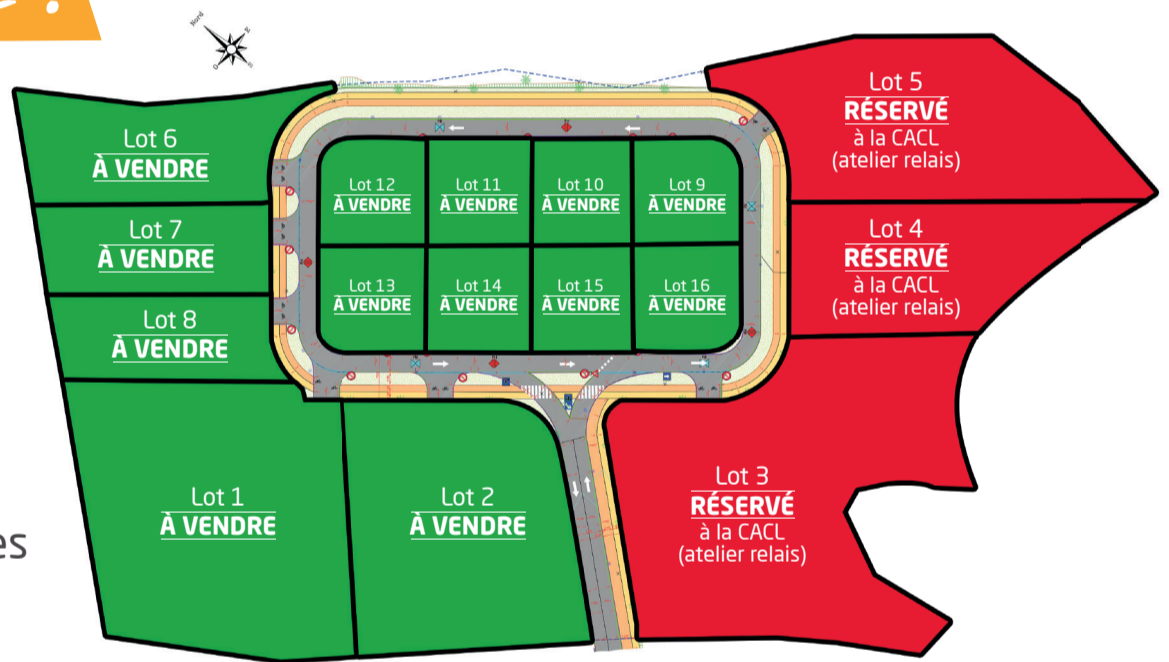 Nord
E
S
O
Lot 5
RÉSERVÉ
à la CACL
(atelier relais)
Lot 6
À VENDRE
Lot 12
À VENDRE
Lot 11
À VENDRE
Lot 10
À VENDRE
Lot 9
À VENDRE
Lot 7
À VENDRE
Lot 4
RÉSERVÉ
à la CACL
(atelier relais)
Lot 13
À VENDRE
Lot 14
À VENDRE
Lot 15
À VENDRE
Lot 16
À VENDRE
Lot 8
À VENDRE
Lot 1
À VENDRE
Lot 2
À VENDRE
Lot 3
RÉSERVÉ
à la CACL
(atelier relais)
es